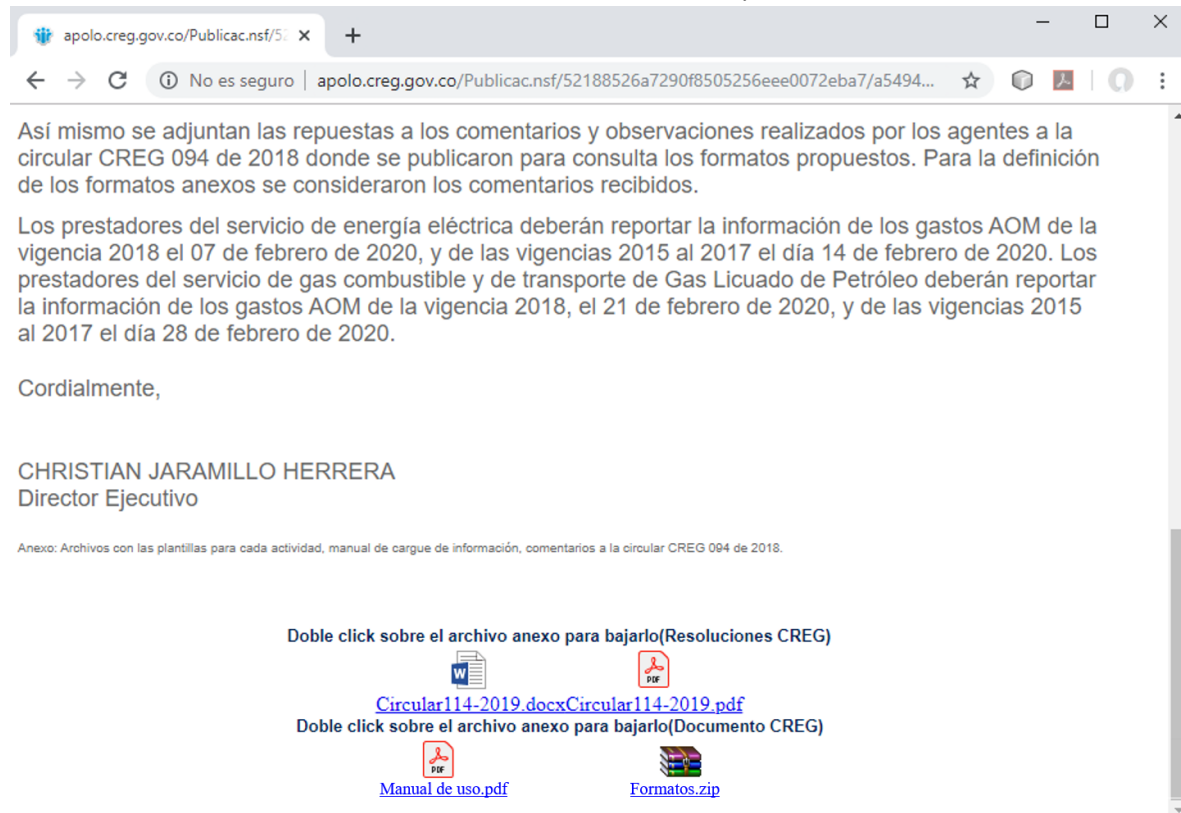 apolo.creg.gov.co/Publicac.nsf/52
No es seguro | apolo.creg.gov.co/Publicac.nsf/52188526a7290f8505256eee0072eba7/a5494...
Así mismo se adjuntan las repuestas a los comentarios y observaciones realizados por los agentes a la
circular CREG 094 de 2018 donde se publicaron para consulta los formatos propuestos. Para la definición
de los formatos anexos se consideraron los comentarios recibidos.
Los prestadores del servicio de energía eléctrica deberán reportar la información de los gastos AOM de la
vigencia 2018 el 07 de febrero de 2020, y de las vigencias 2015 al 2017 el día 14 de febrero de 2020. Los
prestadores del servicio de gas combustible y de transporte de Gas Licuado de Petróleo deberán reportar
la información de los gastos AOM de la vigencia 2018, el 21 de febrero de 2020, y de las vigencias 2015
al 2017 el día 28 de febrero de 2020.
Cordialmente,
CHRISTIAN JARAMILLO HERRERA
Director Ejecutivo
Anexo: Archivos con las plantillas para cada actividad, manual de cargue de información, comentarios a la circular CREG 094 de 2018.
Doble click sobre el archivo anexo para bajarlo(Resoluciones CREG)
W PDF
Circular114-2019.docxCircular114-2019.pdf
Doble click sobre el archivo anexo para bajarlo(Documento CREG)
PDF
Manual de uso.pdf Formatos.zip